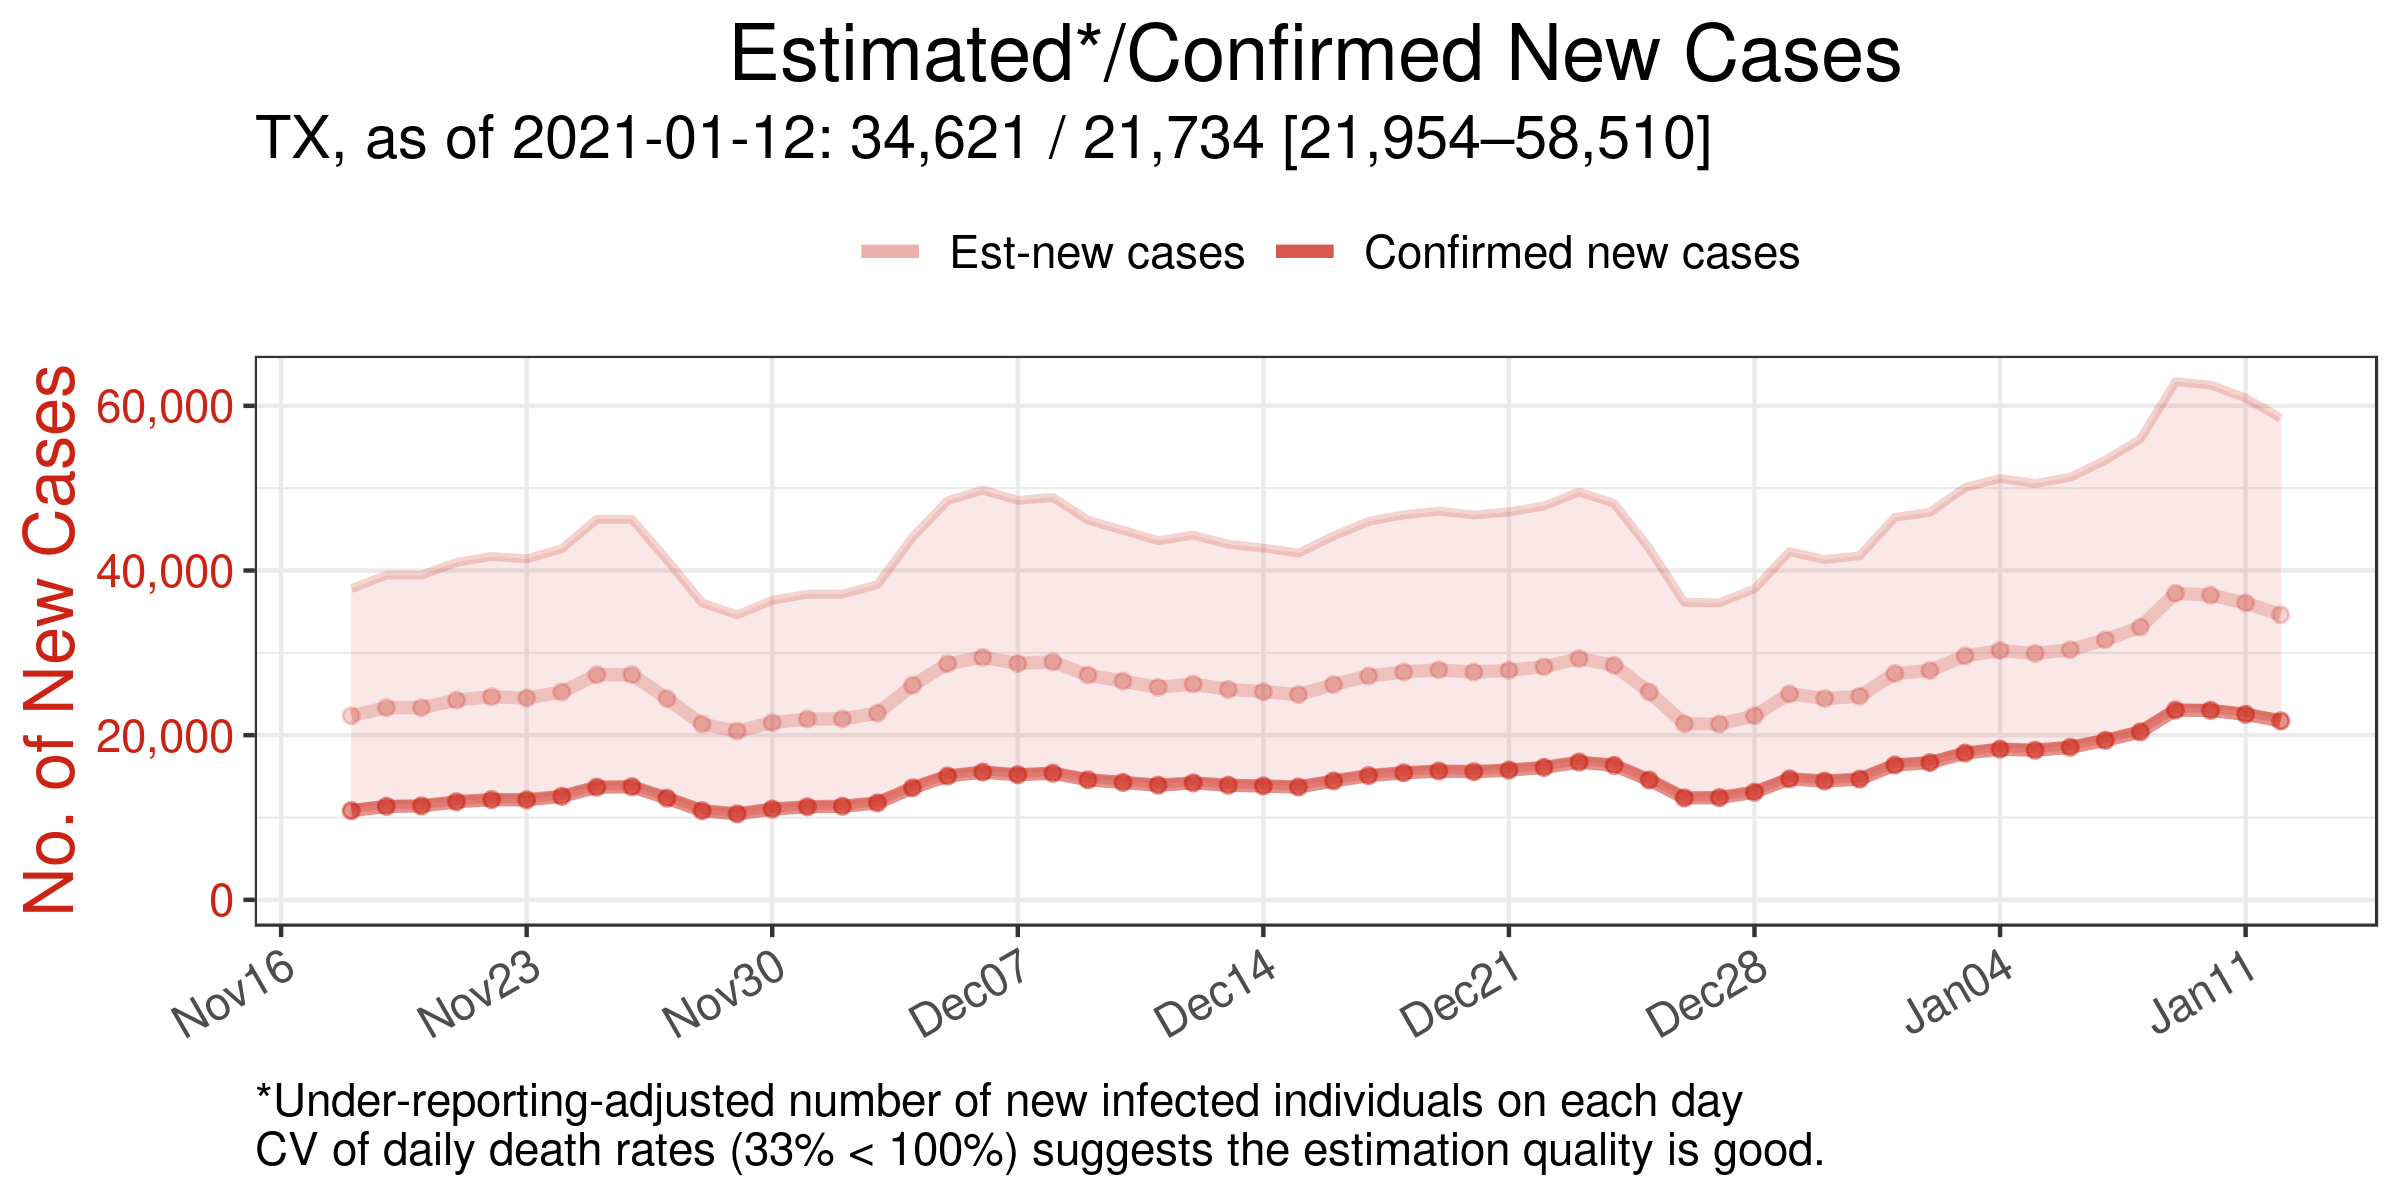 Estimated*/Confirmed New Cases
TX, as of 2021-01-12: 34,621 / 21,734 [21,954–58,510]
Est-new cases
Confirmed new cases
No. of New Cases
60,000
40,000
20,000
0
Nov16
Nov23
Nov30
Dec07
Dec14
Dec21
Dec28
Jan04
Jan11
*Under-reporting-adjusted number of new infected individuals on each day
CV of daily death rates (33% < 100%) suggests the estimation quality is good.